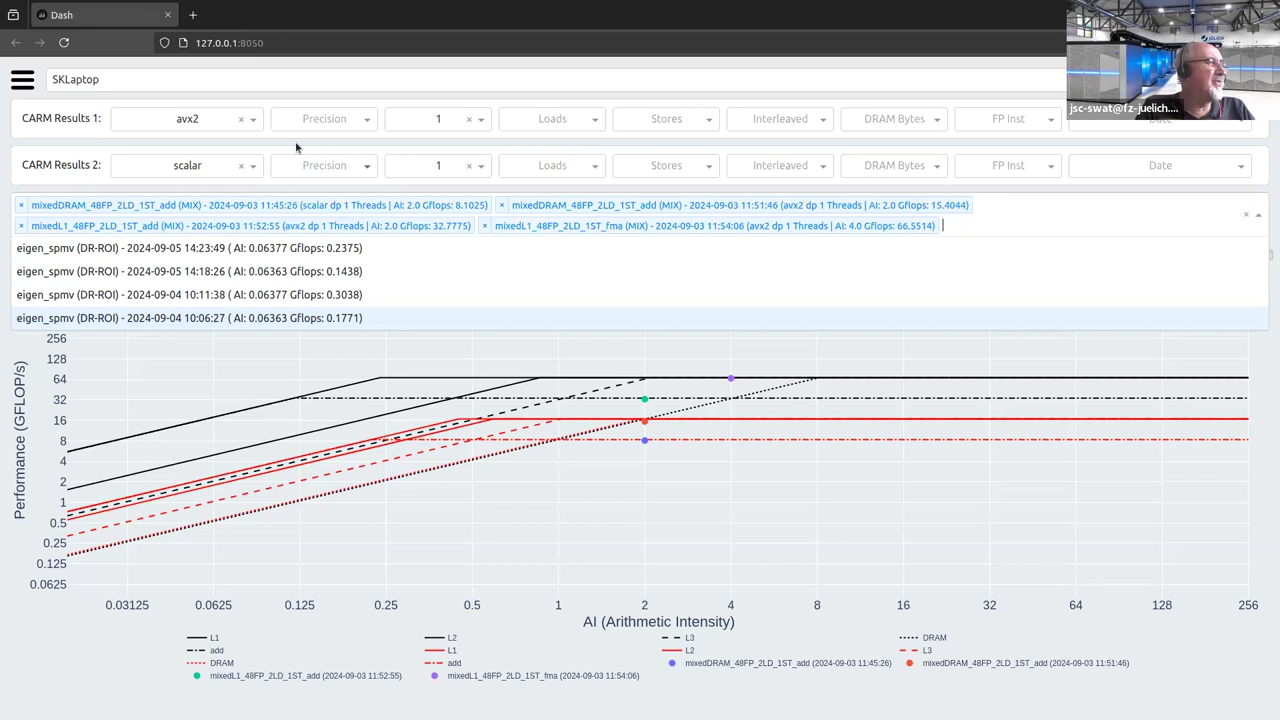 Dash
127.0.0.1:8050
JÜLICH
jsc-swat@fz-juelich....
SKLaptop
CARM Results 1: avx2 Precision 1 Loads Stores Interleaved DRAM Bytes FP Inst Date
CARM Results 2: scalar Precision 1 Loads Stores Interleaved DRAM Bytes FP Inst Date
× mixedDRAM_48FP_2LD_1ST_add (MIX) - 2024-09-03 11:45:26 (scalar dp 1 Threads | AI: 2.0 Gflops: 8.1025) × mixedDRAM_48FP_2LD_1ST_add (MIX) - 2024-09-03 11:51:46 (avx2 dp 1 Threads | AI: 2.0 Gflops: 15.4044)
× mixedL1_48FP_2LD_1ST_add (MIX) - 2024-09-03 11:52:55 (avx2 dp 1 Threads | AI: 2.0 Gflops: 32.7775) × mixedL1_48FP_2LD_1ST_fma (MIX) - 2024-09-03 11:54:06 (avx2 dp 1 Threads | AI: 4.0 Gflops: 66.5514)
eigen_spmv (DR-ROI) - 2024-09-05 14:23:49 ( AI: 0.06377 Gflops: 0.2375)
eigen_spmv (DR-ROI) - 2024-09-05 14:18:26 ( AI: 0.06363 Gflops: 0.1438)
eigen_spmv (DR-ROI) - 2024-09-04 10:11:38 ( AI: 0.06377 Gflops: 0.3038)
eigen_spmv (DR-ROI) - 2024-09-04 10:06:27 ( AI: 0.06363 Gflops: 0.1771)
Performance (GFLOP/s)
256
128
64
32
16
8
4
2
1
0.5
0.25
0.125
0.0625
0.03125 0.0625 0.125 0.25 0.5 1 2 4 8 16 32 64 128 256
AI (Arithmetic Intensity)
L1 L2 L3 DRAM
add L1 L2 L3
DRAM add mixedDRAM_48FP_2LD_1ST_add (2024-09-03 11:45:26) mixedDRAM_48FP_2LD_1ST_add (2024-09-03 11:51:46)
mixedL1_48FP_2LD_1ST_add (2024-09-03 11:52:55) mixedL1_48FP_2LD_1ST_fma (2024-09-03 11:54:06)